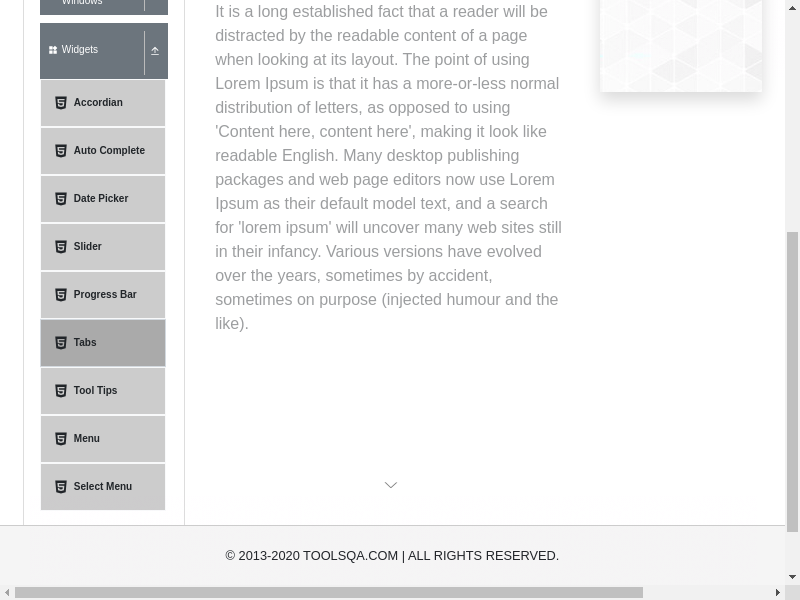 Windows
Widgets
Accordian
Auto Complete
Date Picker
Slider
Progress Bar
Tabs
Tool Tips
Menu
Select Menu
It is a long established fact that a reader will be
distracted by the readable content of a page
when looking at its layout. The point of using
Lorem Ipsum is that it has a more-or-less normal
distribution of letters, as opposed to using
'Content here, content here', making it look like
readable English. Many desktop publishing
packages and web page editors now use Lorem
Ipsum as their default model text, and a search
for 'lorem ipsum' will uncover many web sites still
in their infancy. Various versions have evolved
over the years, sometimes by accident,
sometimes on purpose (injected humour and the
like).
© 2013-2020 TOOLSQA.COM | ALL RIGHTS RESERVED.